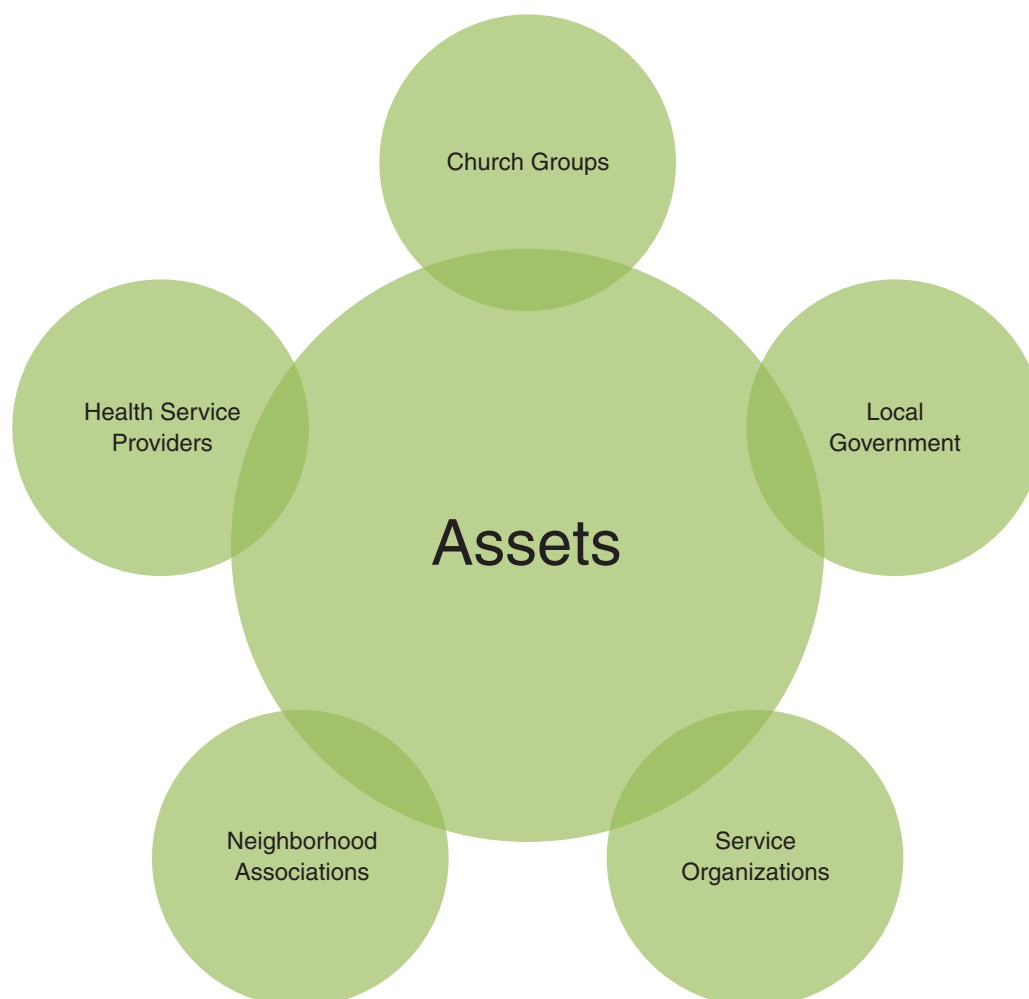 Church Groups
Health Service
Providers
Local
Government
Assets
Neighborhood
Associations
Service
Organizations